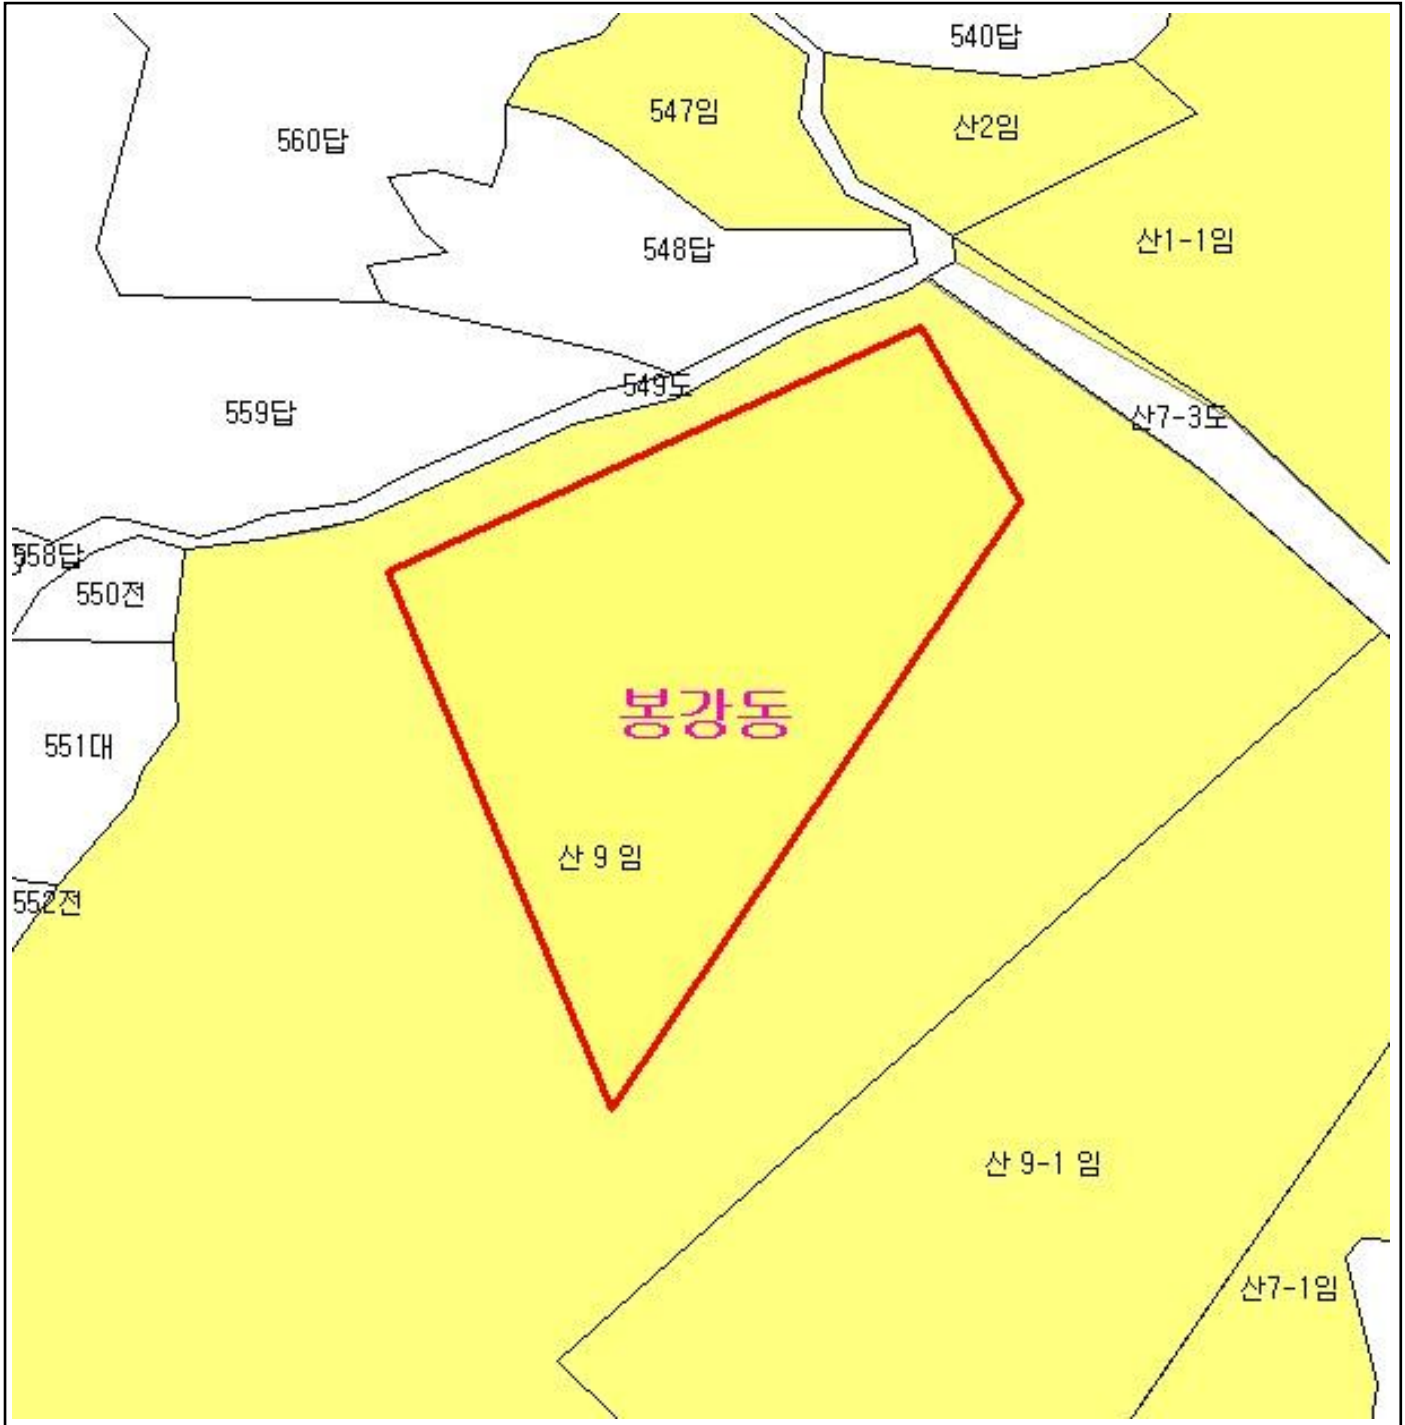 540답
547임
산2임
560답
산1-1임
548답
549도
559답
산7-3도
558답
550전
봉강동
551대
산 9 임
552전
산 9-1 임
산7-1임